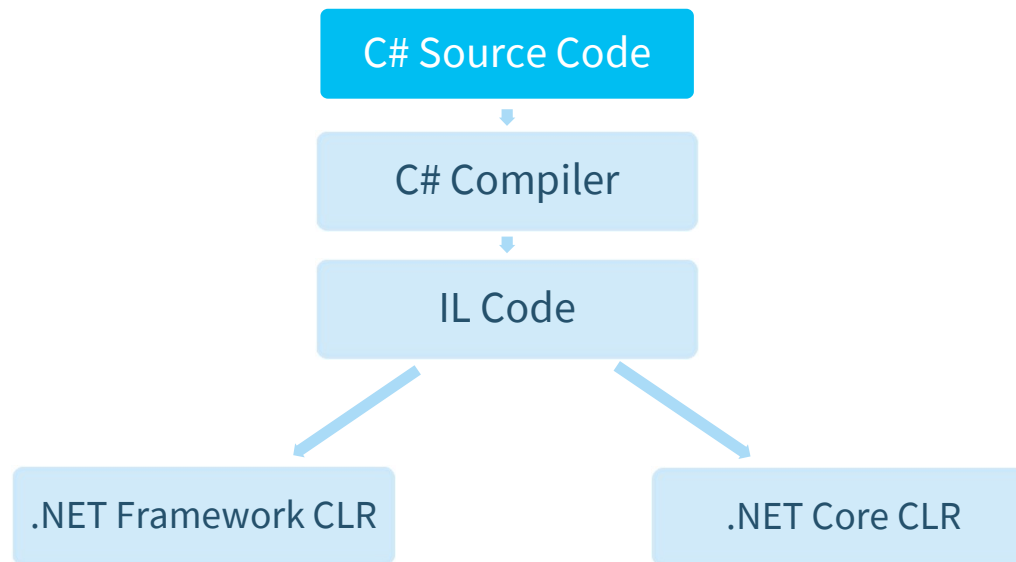 C# Source Code
C# Compiler
IL Code
.NET Framework CLR
.NET Core CLR